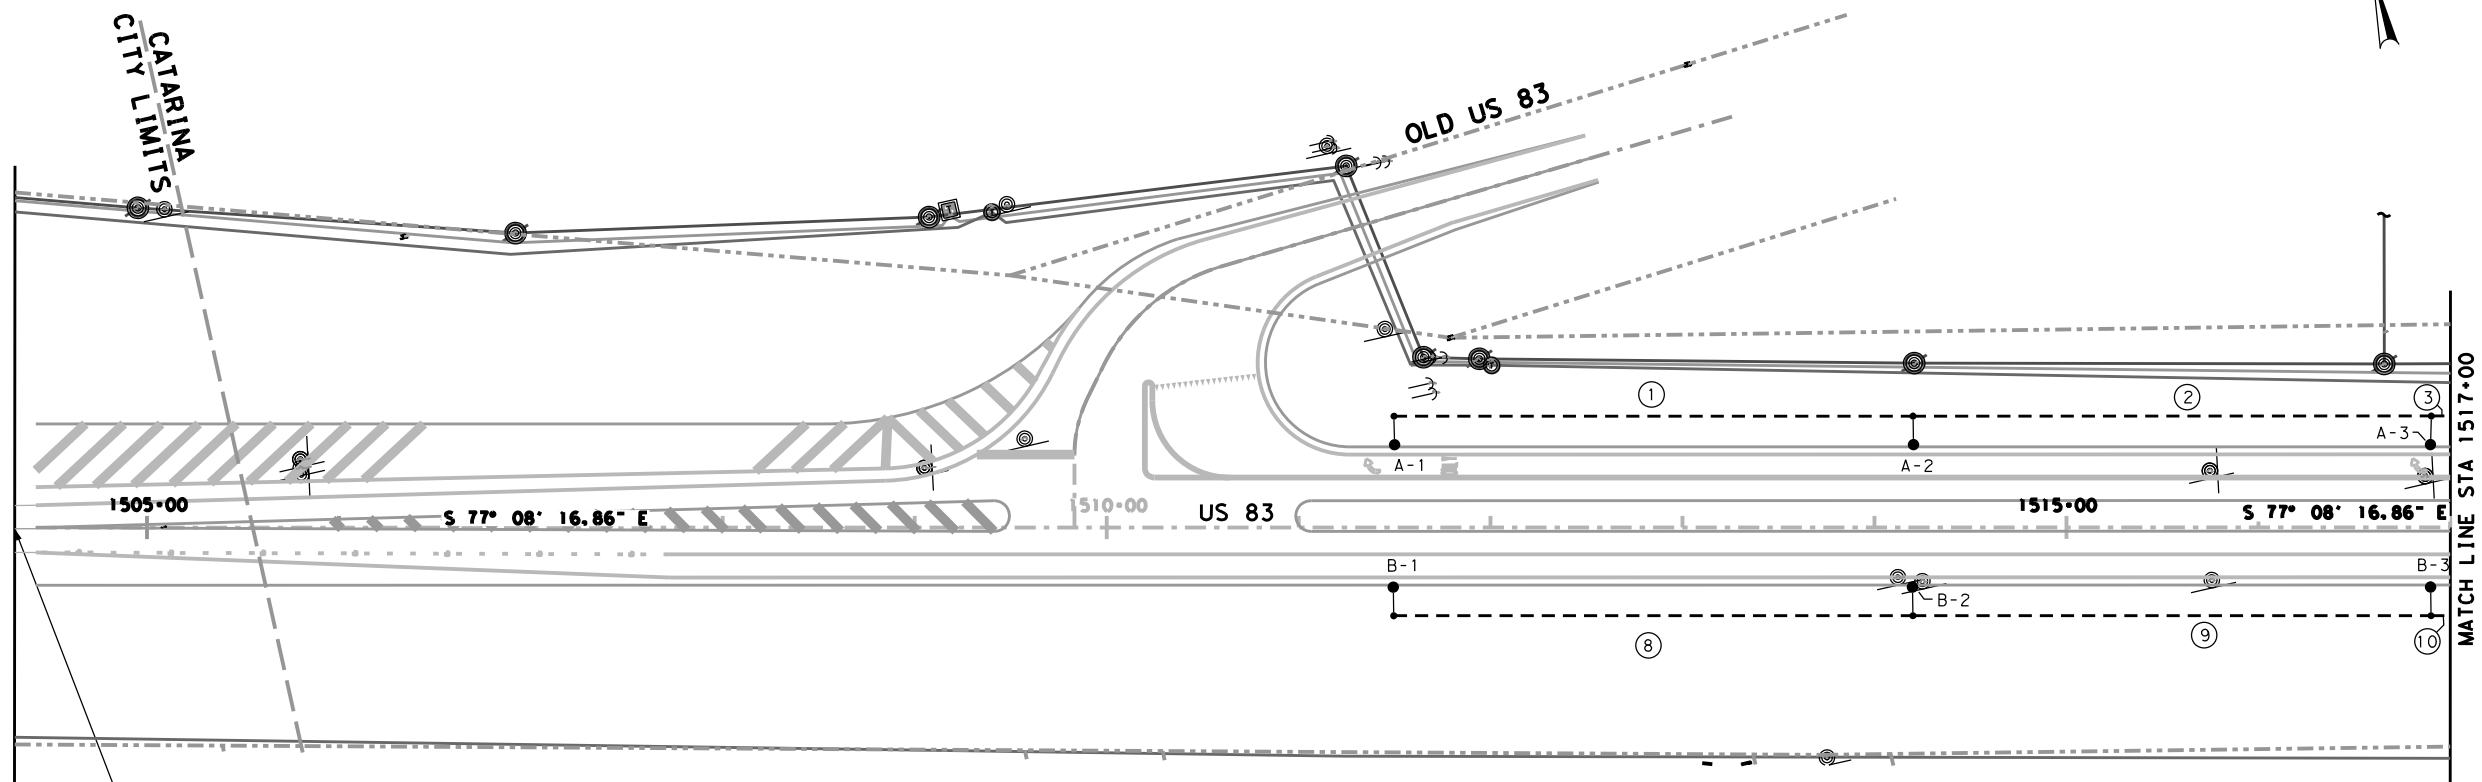 CATARINA
CITY LIMITS
OLD US 83
1
2
3
A-1
A-2
A-3
1505+00
S 77° 08' 16.86" E
1510+00
US 83
1515+00
S 77° 08' 16.86" E
MATCH LINE STA 1517+00
B-1
B-2
B-3
8
9
10